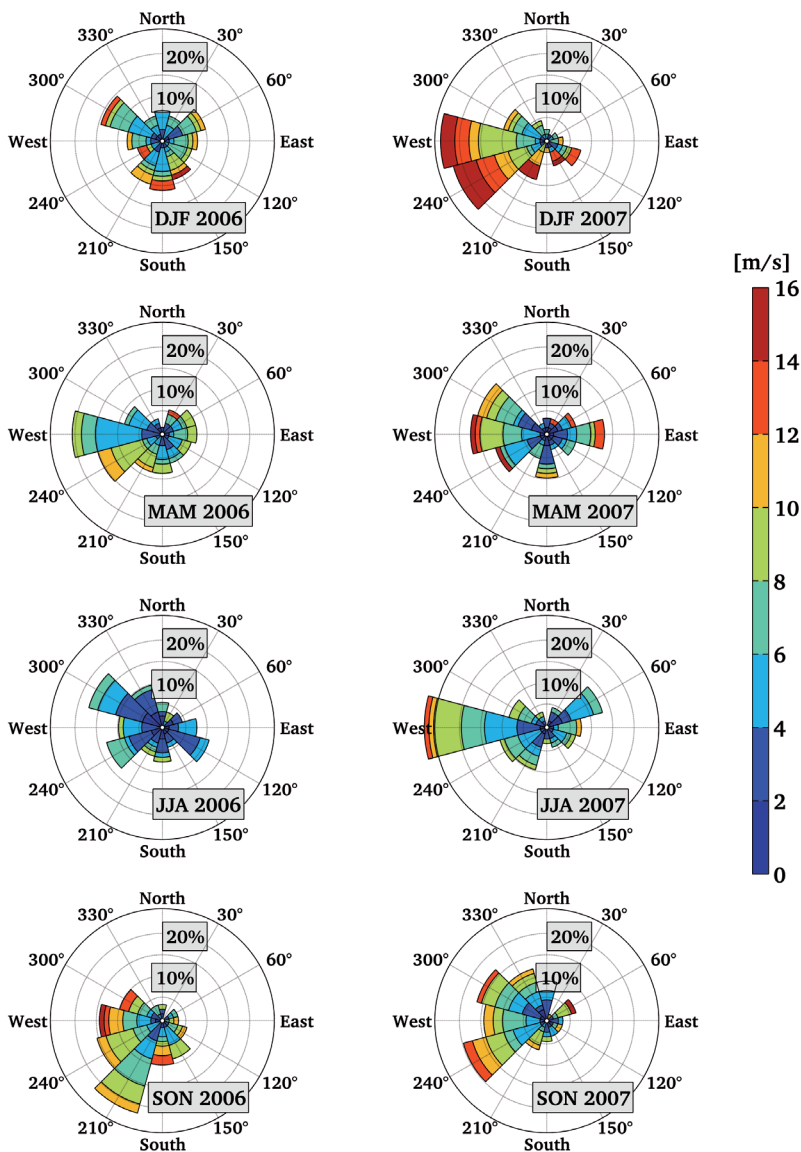 North North
330° 30° 330° 30°
20% 20%
300° 60° 300° 60°
10% 10%
West East West East
240° 120° 240° 120°
DJF 2006 DJF 2007
210° 150° 210° 150°
South South
[m/s]
16
North North
330° 30° 330° 30°
20% 20%
14
300° 60° 300° 60°
10% 10%
West East West East
12
240° 120° 240° 120°
MAM 2006 MAM 2007
10
210° 150° 210° 150°
South South
8
North North
330° 30° 330° 30°
20% 20%
6
300° 60° 300° 60°
10% 10%
West East West East
4
240° 120° 240° 120°
JJA 2006 JJA 2007
2
210° 150° 210° 150°
South South
0
North North
330° 30° 330° 30°
20% 20%
300° 60° 300° 60°
10% 10%
West East West East
240° 120° 240° 120°
SON 2006 SON 2007
210° 150° 210° 150°
South South